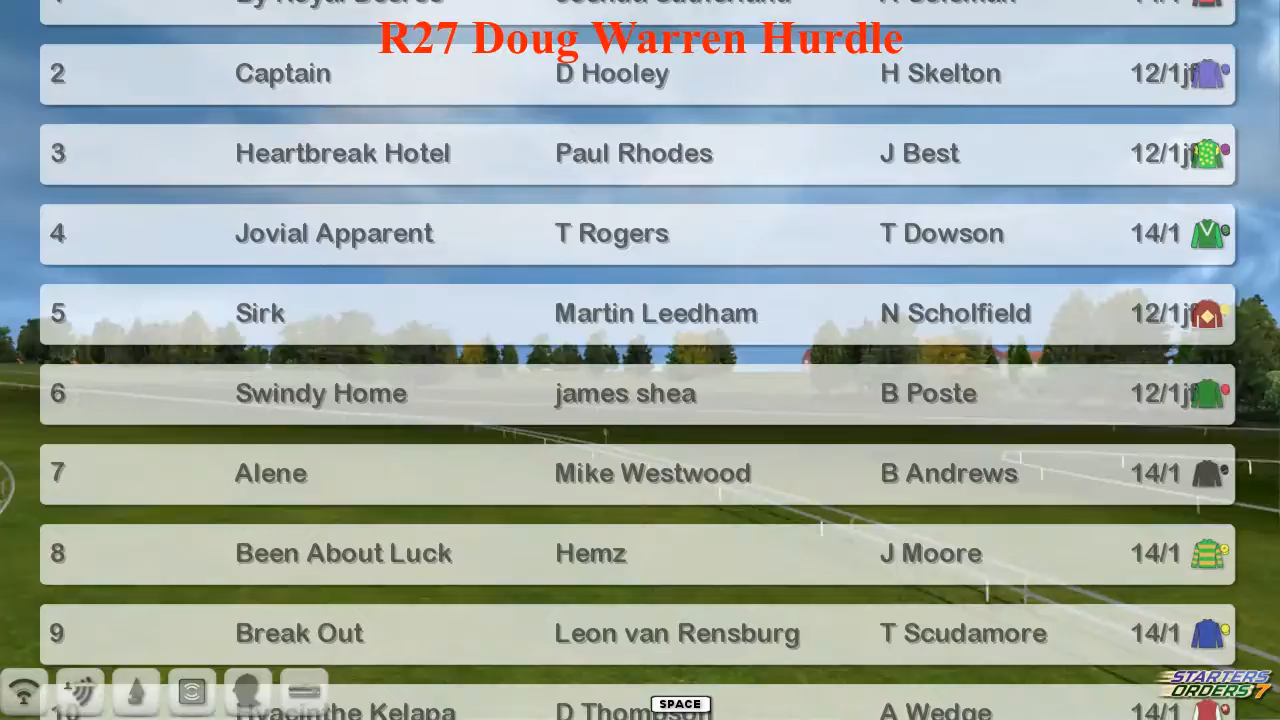 R27 Doug Warren Hurdle
2 Captain D Hooley H Skelton 12/1jf
3 Heartbreak Hotel Paul Rhodes J Best 12/1jf
4 Jovial Apparent T Rogers T Dowson 14/1
5 Sirk Martin Leedham N Scholfield 12/1jf
6 Swindy Home james shea B Poste 12/1jf
7 Alene Mike Westwood B Andrews 14/1
8 Been About Luck Hemz J Moore 14/1
9 Break Out Leon van Rensburg T Scudamore 14/1
10 Hyacinthe Kelapa D Thompson A Wedge 14/1
SPACE
STARTERS
ORDERS 7